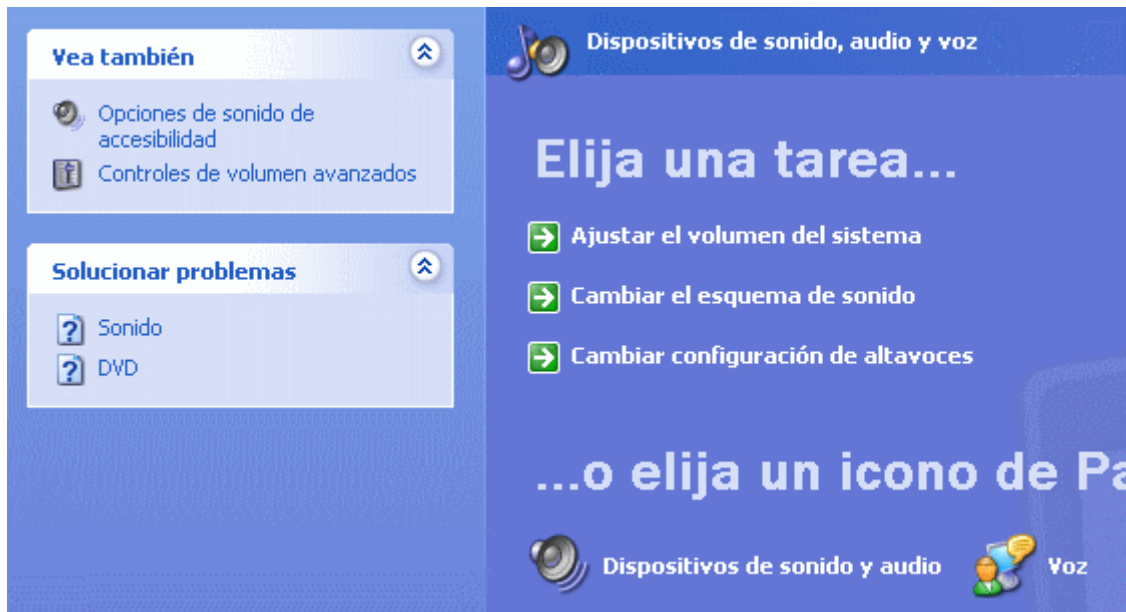 Vea también
Opciones de sonido de
accesibilidad
Controles de volumen avanzados
Solucionar problemas
Sonido
DVD
Dispositivos de sonido, audio y voz
Elija una tarea...
Ajustar el volumen del sistema
Cambiar el esquema de sonido
Cambiar configuración de altavoces
...o elija un icono de Pa
Dispositivos de sonido y audio
Voz